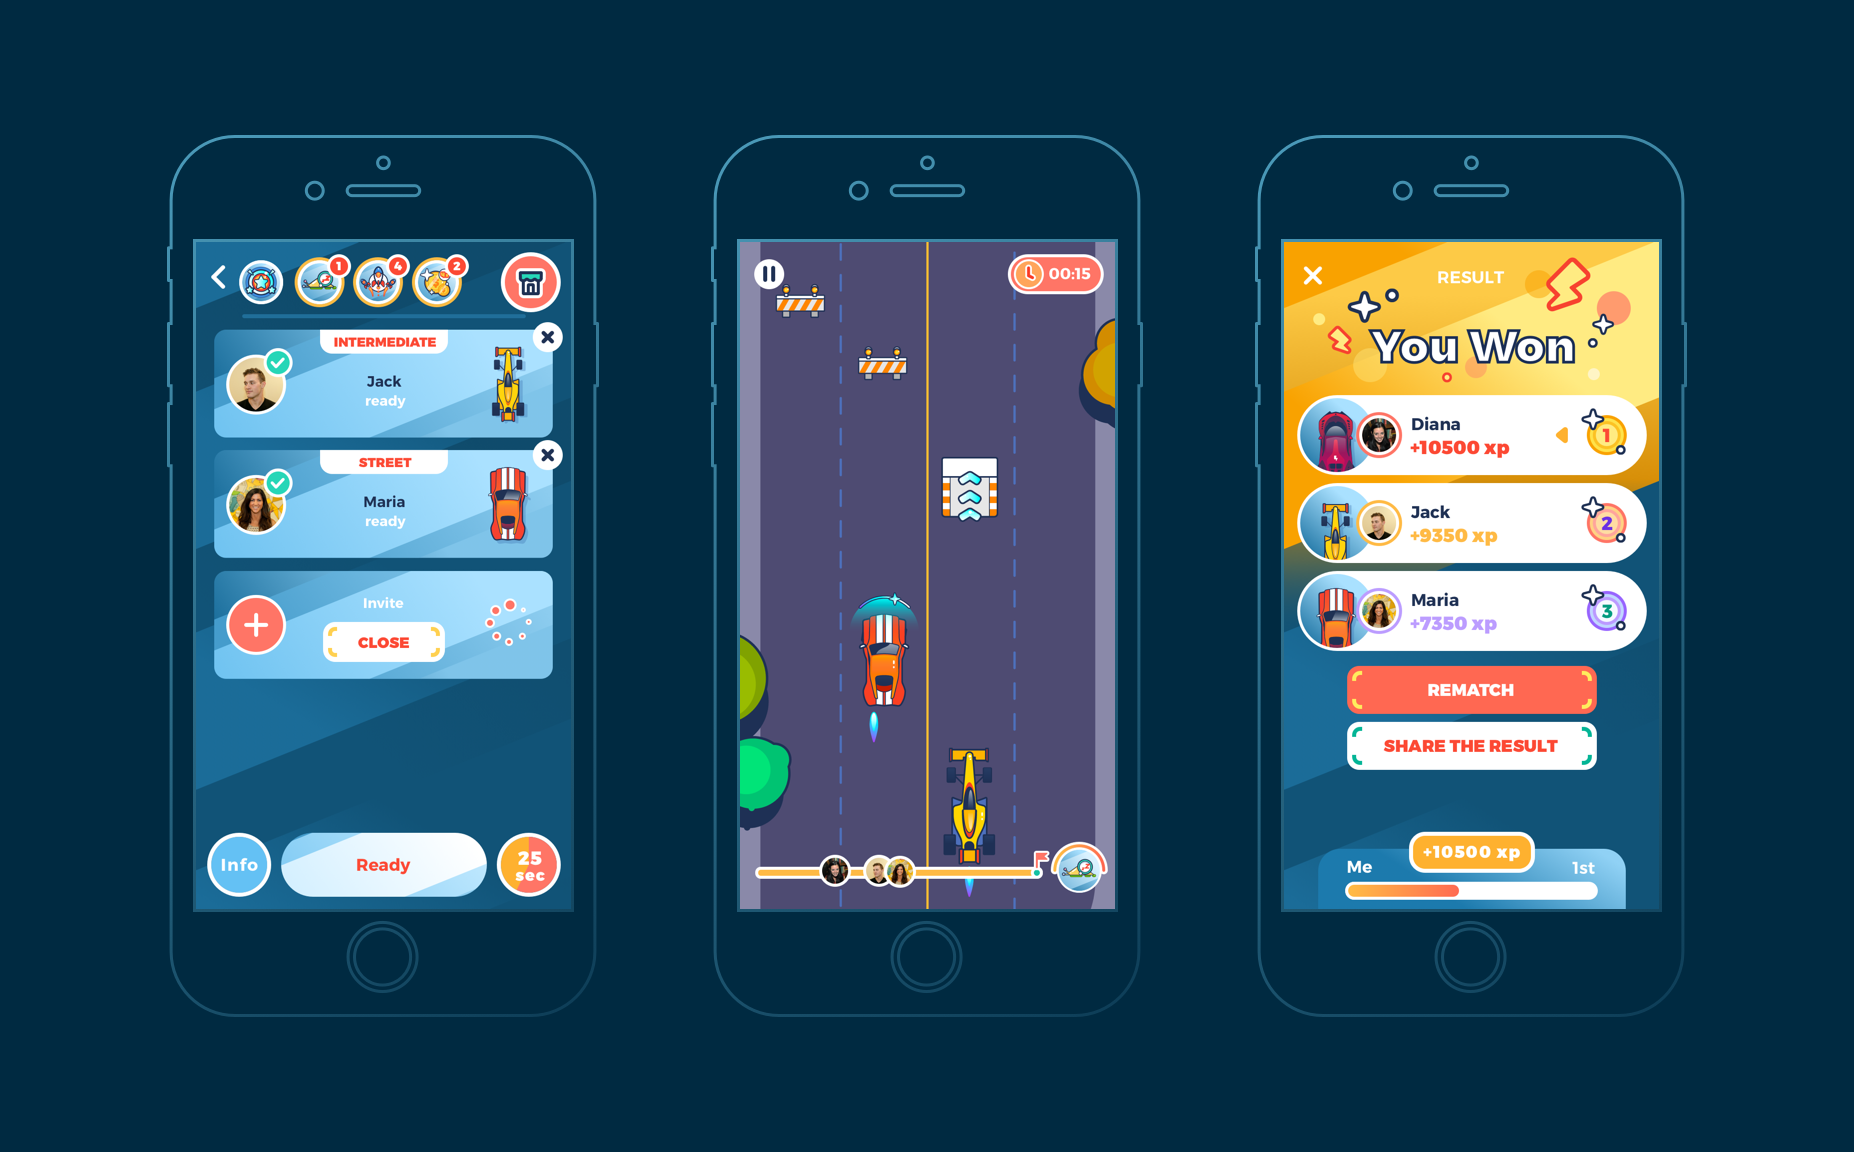 1
4
2
INTERMEDIATE
Jack
ready
STREET
Maria
ready
Invite
CLOSE
Info
Ready
25
sec
00:15
RESULT
You Won
Diana
+10500 xp
1
Jack
+9350 xp
2
Maria
+7350 xp
3
REMATCH
SHARE THE RESULT
+10500 xp
Me
1st